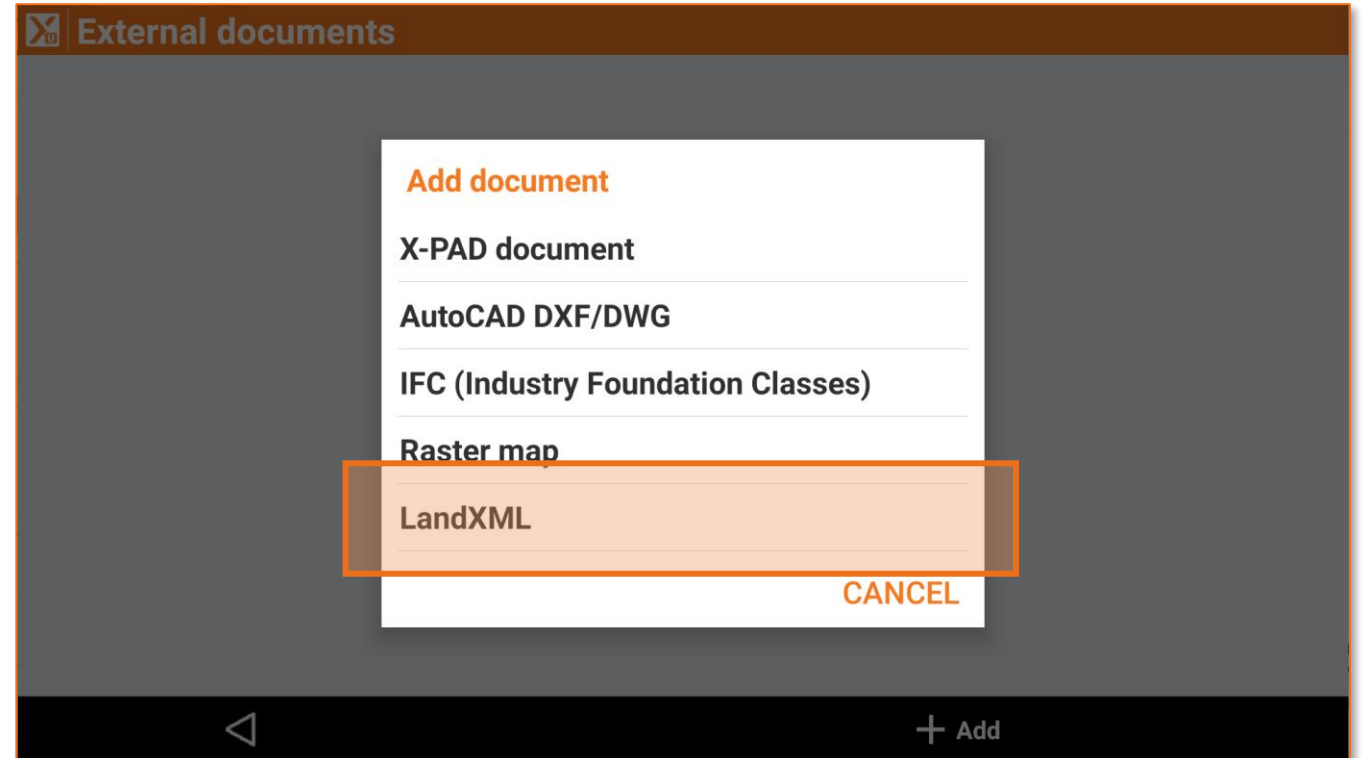 External documents
Add document
X-PAD document
AutoCAD DXF/DWG
IFC (Industry Foundation Classes)
Raster map
LandXML
CANCEL
Add